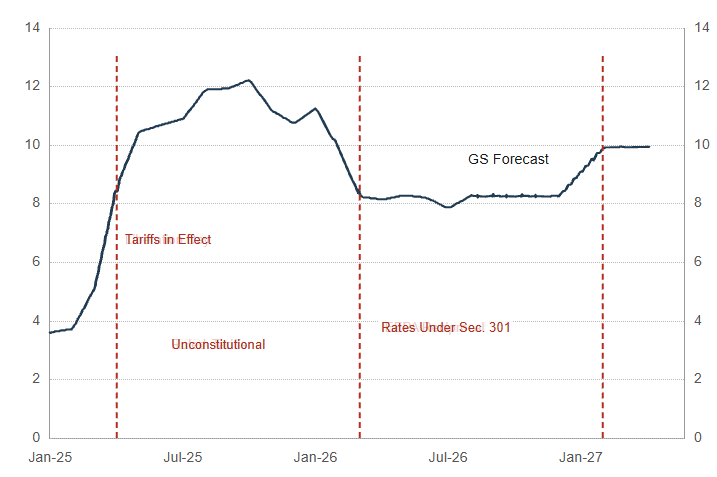 14 14
12 12
10 10
GS Forecast
8 8
Tariffs in Effect
6 6
Rates Under Sec. 301
4 4
Unconstitutional
2 2
0 0
Jan-25 Jul-25 Jan-26 Jul-26 Jan-27